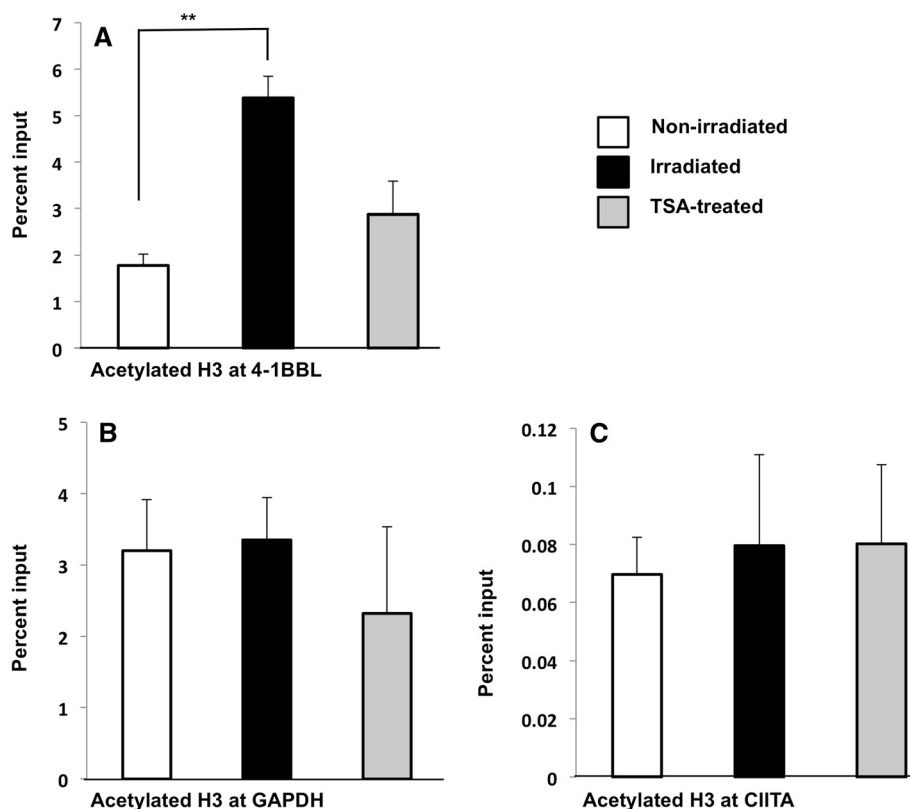 A
**
Percent input
7
6
5
4
3
2
1
0
Acetylated H3 at 4-1BBL
Non-irradiated
Irradiated
TSA-treated
B
Percent input
5
4
3
2
1
0
Acetylated H3 at GAPDH
C
Percent input
0.12
0.1
0.08
0.06
0.04
0.02
0
Acetylated H3 at CIITA